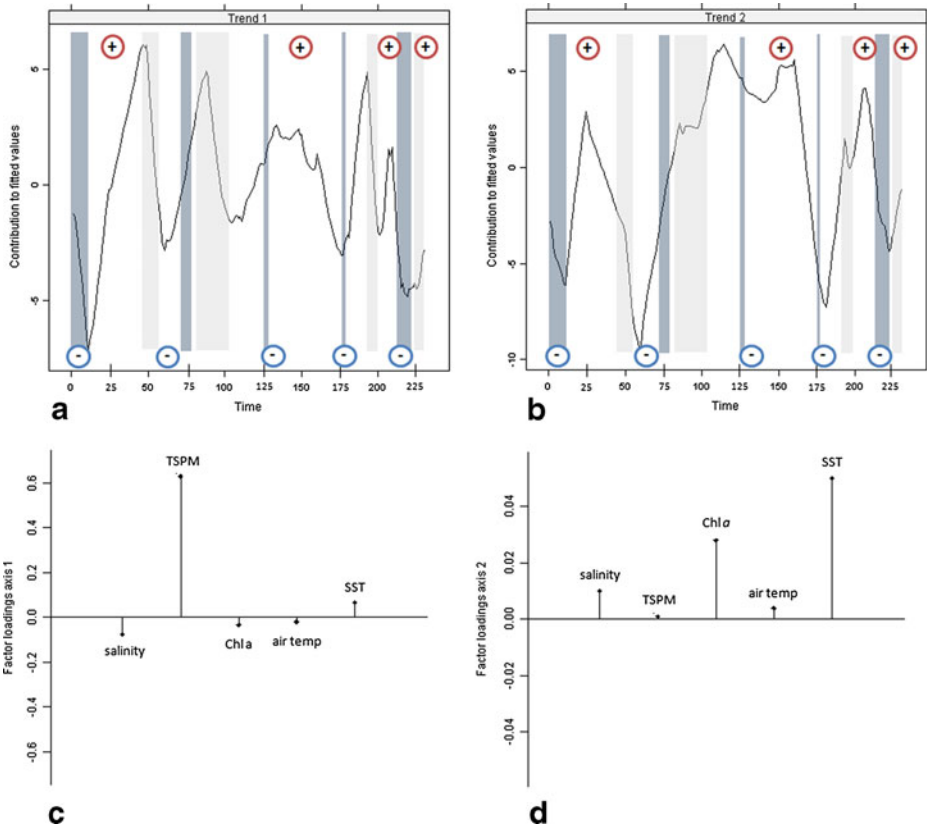 Trend 1
Contribution to fitted values
5
0
-5
+ + + +
- - - - -
0 25 50 75 100 125 150 175 200 225
Time
a
Trend 2
Contribution to fitted values
5
0
-5
-10
+ + + +
- - - - -
0 25 50 75 100 125 150 175 200 225
Time
b
Factor loadings axis 1
0.6
0.4
0.2
0.0
-0.2
-0.4
-0.6
TSPM
SST
salinity
Chl a
air temp
c
Factor loadings axis 2
0.04
0.02
0.00
-0.02
-0.04
SST
Chl a
salinity
TSPM
air temp
d